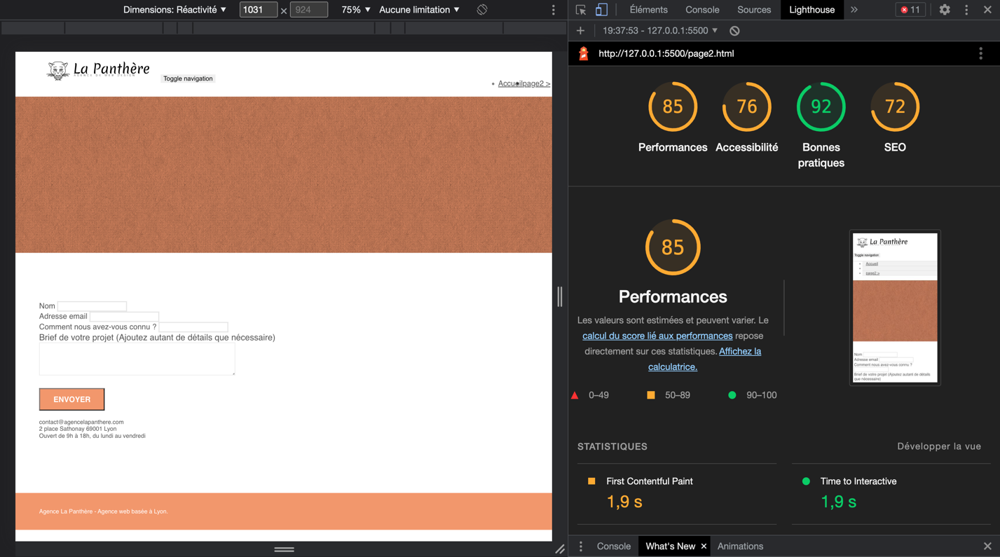 Dimensions: Réactivité ▼ 1031 × 924 75% ▼ Aucune limitation ▼
La Panthère
AGENCE DE WEB DESIGN
Toggle navigation
• Accueil
page2 >
Nom
Adresse email
Comment nous avez-vous connu ?
Brief de votre projet (Ajoutez autant de détails que nécessaire)
ENVOYER
contact@agencelapanthere.com
2 place Sathonay 69001 Lyon
Ouvert de 9h à 18h, du lundi au vendredi
Agence La Panthère - Agence web basée à Lyon.
Éléments Console Sources Lighthouse » 11
+ 19:37:53 - 127.0.0.1:5500 ▼
http://127.0.0.1:5500/page2.html
85 76 92 72
Performances Accessibilité Bonnes pratiques SEO
85
Performances
Les valeurs sont estimées et peuvent varier. Le
calcul du score lié aux performances repose
directement sur ces statistiques. Affichez la
calculatrice.
0–49 50–89 90–100
La Panthère
Toggle navigation
Accueil
page2 >
Nom
Adresse email
Comment nous avez-vous connu ?
Brief de votre projet (Ajoutez autant de détails
que nécessaire)
STATISTIQUES Développer la vue
First Contentful Paint
1,9 s
Time to Interactive
1,9 s
Console What's New × Animations